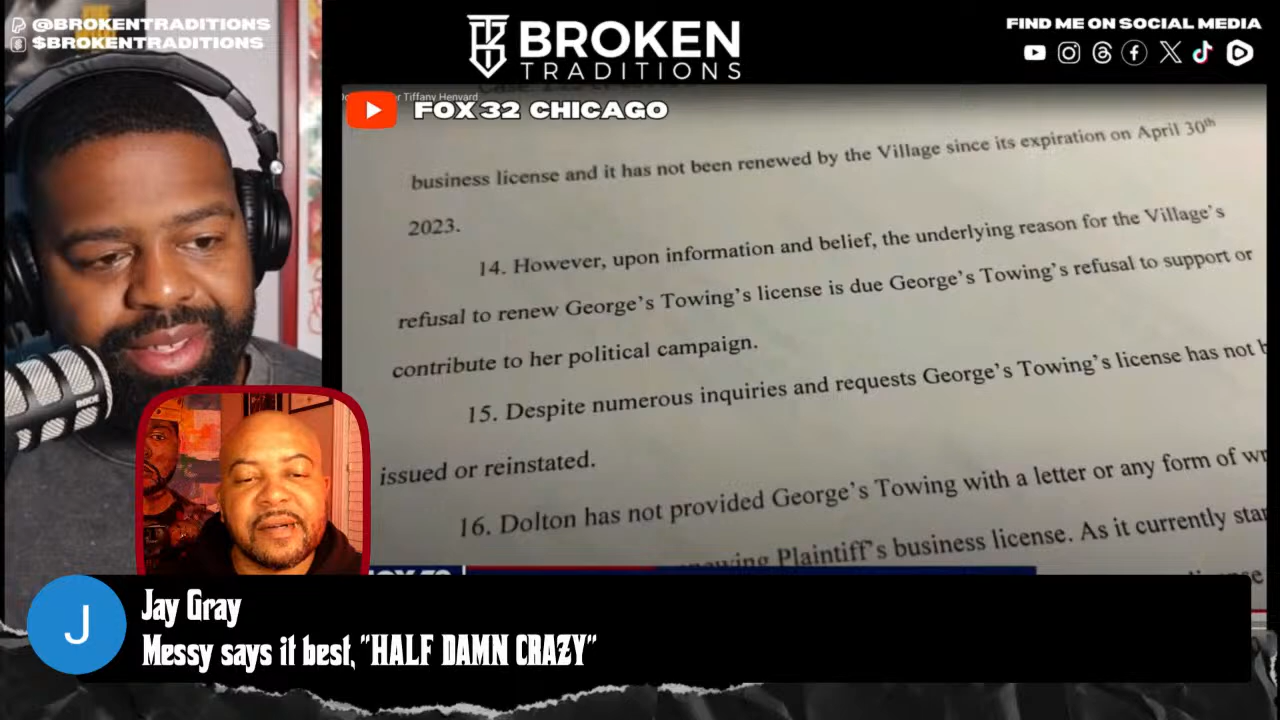 @BROKENTRADITIONS
$BROKENTRADITIONS
BROKEN
TRADITIONS
FIND ME ON SOCIAL MEDIA
Tiffany Henyard
FOX 32 CHICAGO
business license and it has not been renewed by the Village since its expiration on April 30th
2023.
14. However, upon information and belief, the underlying reason for the Village's
refusal to renew George's Towing's license is due George's Towing's refusal to support or
contribute to her political campaign.
15. Despite numerous inquiries and requests George's Towing's license has not
issued or reinstated.
16. Dolton has not provided George's Towing with a letter or any form of
Plaintiff's business license. As it currently
J
Jay Gray
Messy says it best, "HALF DAMN CRAZY"